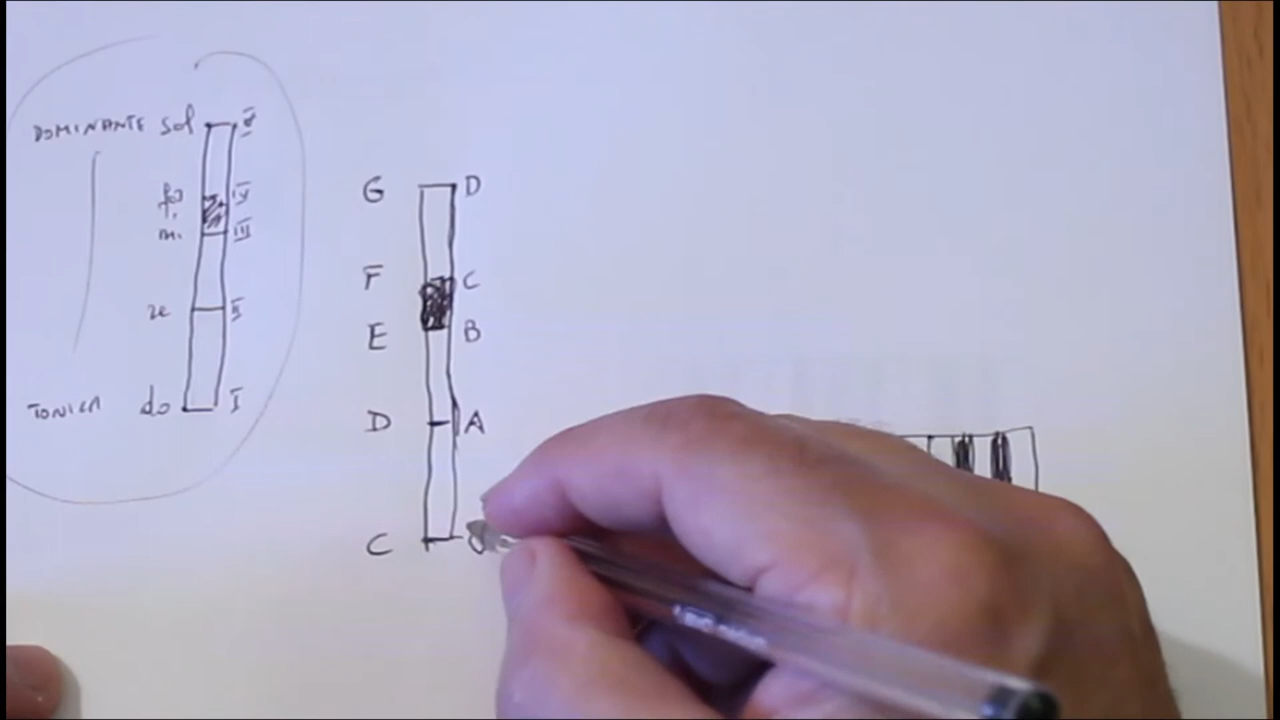 DOMINANTE sol V
fa IV
mi III
re II
TONICA do I
G D
F C
E B
D A
C